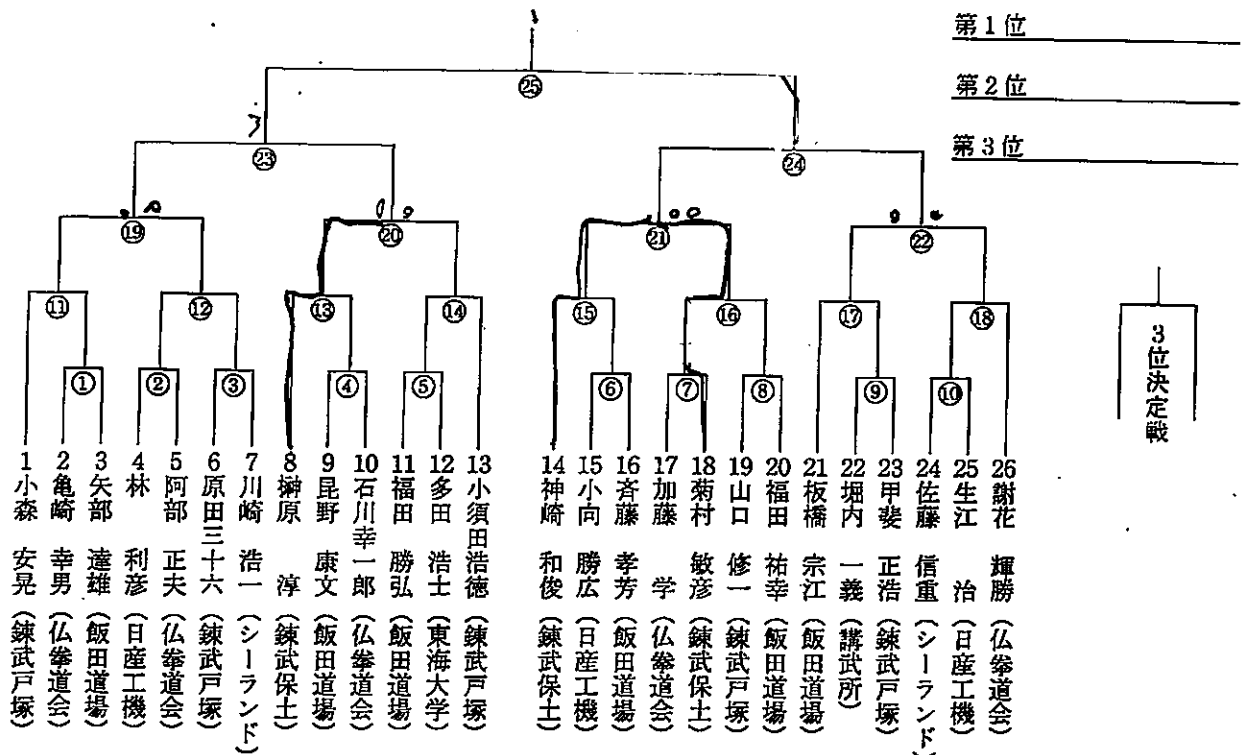 第1位
第2位
第3位
㉕
㉓
㉔
⑲
⑳
㉑
㉒
⑪
⑫
⑬
⑭
⑮
⑯
⑰
⑱
①
②
③
④
⑤
⑥
⑦
⑧
⑨
⑩
3位決定戦
1 小森 安晃 (錬武戸塚)
2 亀崎 幸男 (仏拳道会)
3 矢部 達雄 (飯田道場)
4 林 利彦 (日産工機)
5 阿部 正夫 (仏拳道会)
6 原田三十六 (錬武戸塚)
7 川崎 浩一 (シーランド)
8 榊原 淳 (錬武保土)
9 昆野 康文 (飯田道場)
10 石川幸一郎 (仏拳道会)
11 福田 勝弘 (飯田道場)
12 多田 浩士 (東海大学)
13 小須田浩徳 (錬武戸塚)
14 神崎 和俊 (錬武保土)
15 小向 勝広 (日産工機)
16 斉藤 孝芳 (飯田道場)
17 加藤 学 (仏拳道会)
18 菊村 敏彦 (錬武保土)
19 山口 修一 (錬武戸塚)
20 福田 祐幸 (飯田道場)
21 板橋 宗江 (飯田道場)
22 堀内 一義 (講武所)
23 甲斐 正浩 (錬武戸塚)
24 佐藤 信重 (シーランド)
25 生江 治 (日産工機)
26 謝花 輝勝 (仏拳道会)